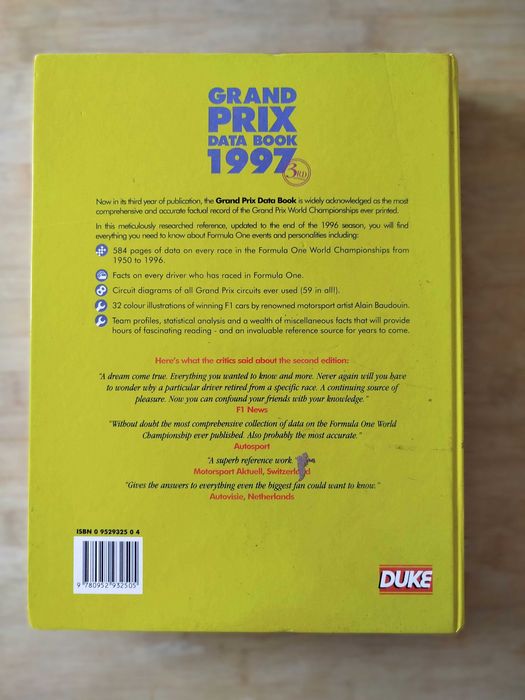 GRAND
PRIX
DATA BOOK
1997
3RD
Now in its third year of publication, the Grand Prix Data Book is widely acknowledged as the most
comprehensive and accurate factual record of the Grand Prix World Championships ever printed.
In this meticulously researched reference, updated to the end of the 1996 season, you will find
everything you need to know about Formula One events and personalities including:
584 pages of data on every race in the Formula One World Championships from
1950 to 1996.
Facts on every driver who has raced in Formula One.
Circuit diagrams of all Grand Prix circuits ever used (59 in all!).
32 colour illustrations of winning F1 cars by renowned motorsport artist Alain Baudouin.
Team profiles, statistical analysis and a wealth of miscellaneous facts that will provide
hours of fascinating reading - and an invaluable reference source for years to come.
Here's what the critics said about the second edition:
"A dream come true. Everything you wanted to know and more. Never again will you have
to wonder why a particular driver retired from a specific race. A continuing source of
pleasure. Now you can confound your friends with your knowledge."
F1 News
"Without doubt the most comprehensive collection of data on the Formula One World
Championship ever published. Also probably the most accurate."
Autosport
"A superb reference work.
Motorsport Aktuell, Switzerland
"Gives the answers to everything even the biggest fan could want to know."
Autovisie, Netherlands
ISBN 0 9529325 0 4
9 780952 932505
DUKE